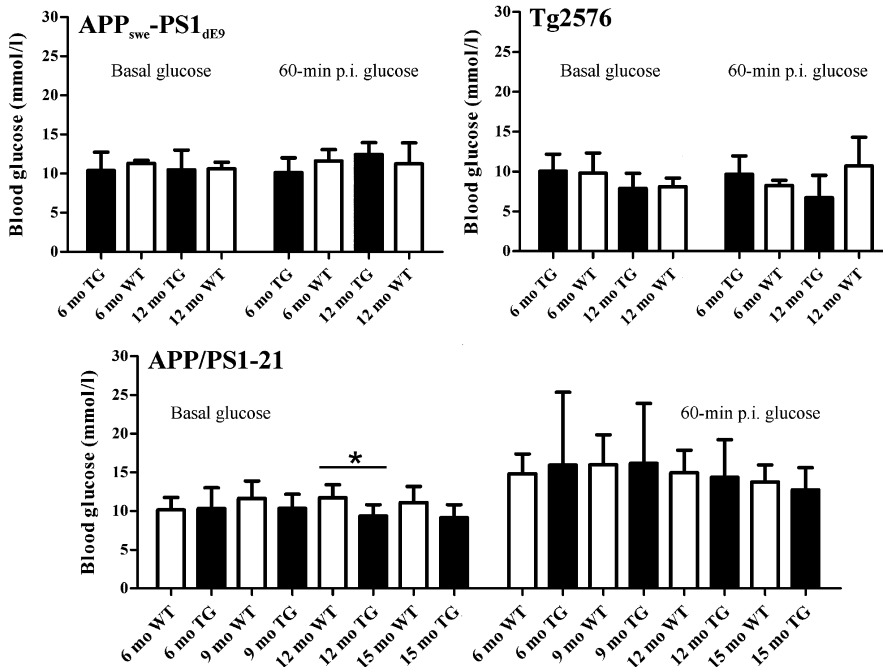 APPswe-PS1dE9
Blood glucose (mmol/l)
30
25
20
15
10
5
0
Basal glucose
60-min p.i. glucose
6 mo TG
6 mo WT
12 mo TG
12 mo WT
6 mo TG
6 mo WT
12 mo TG
12 mo WT
Tg2576
Blood glucose (mmol/l)
30
25
20
15
10
5
0
Basal glucose
60-min p.i. glucose
6 mo TG
6 mo WT
12 mo TG
12 mo WT
6 mo TG
6 mo WT
12 mo TG
12 mo WT
APP/PS1-21
Blood glucose (mmol/l)
30
25
20
15
10
5
0
Basal glucose
60-min p.i. glucose
*
6 mo WT
6 mo TG
9 mo WT
9 mo TG
12 mo WT
12 mo TG
15 mo WT
15 mo TG
6 mo WT
6 mo TG
9 mo WT
9 mo TG
12 mo WT
12 mo TG
15 mo WT
15 mo TG